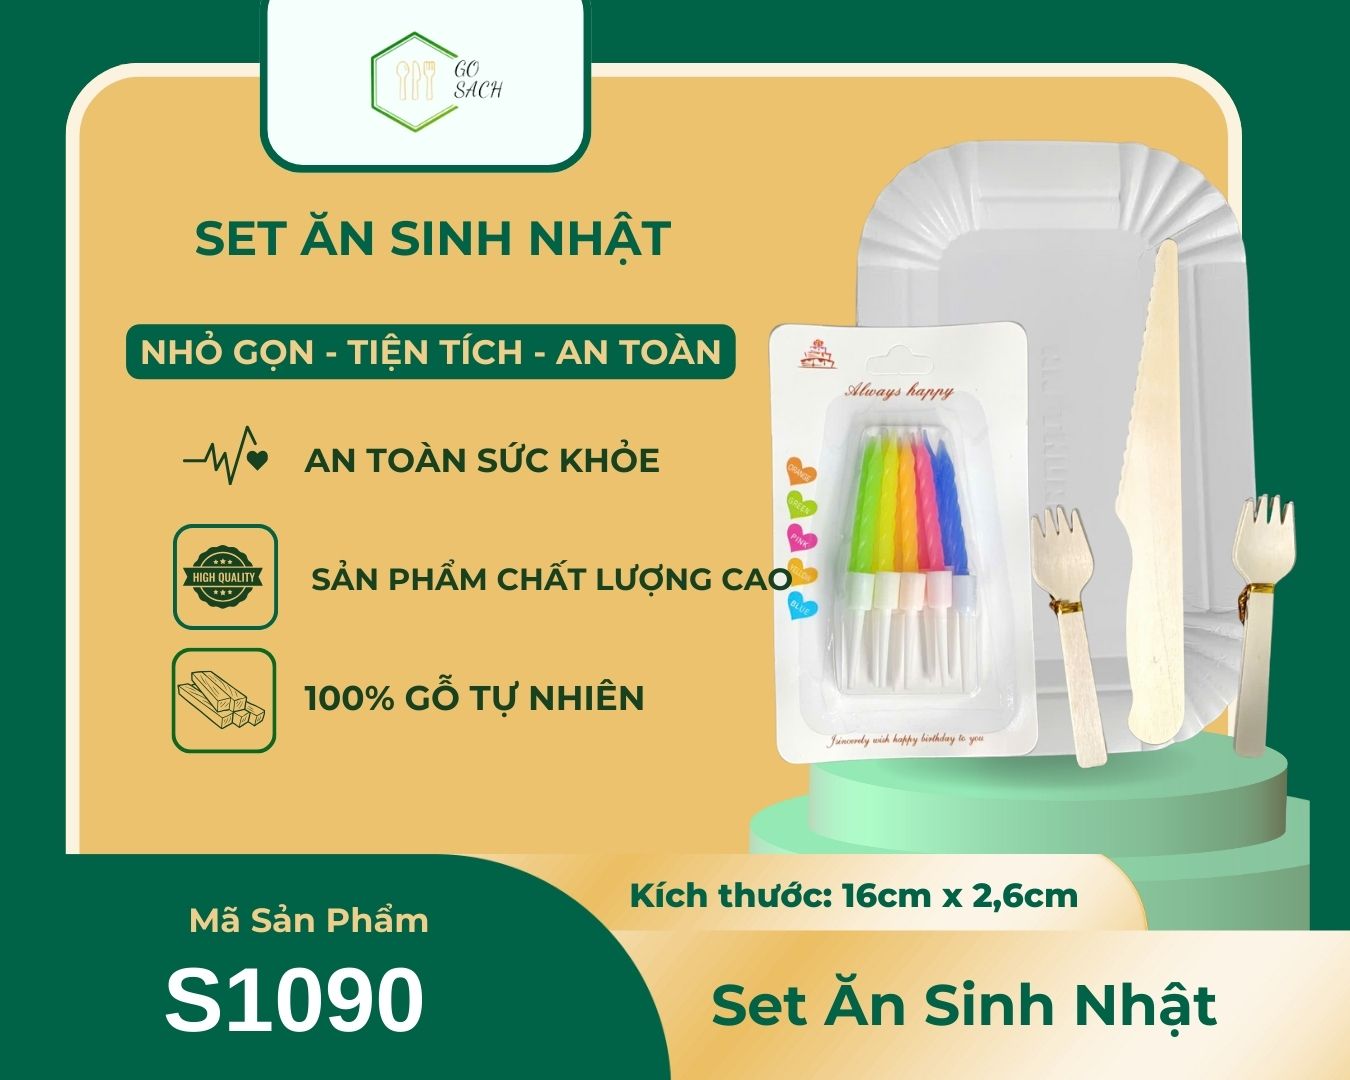 GO
SACH
SET ĂN SINH NHẬT
NHỎ GỌN - TIỆN TÍCH - AN TOÀN
AN TOÀN SỨC KHỎE
HIGH QUALITY
SẢN PHẨM CHẤT LƯỢNG CAO
100% GỖ TỰ NHIÊN
Always happy
ORANGE
GREEN
PINK
YELLOW
BLUE
I sincerely wish happy birthday to you
Kích thước: 16cm x 2,6cm
Mã Sản Phẩm
S1090
Set Ăn Sinh Nhật